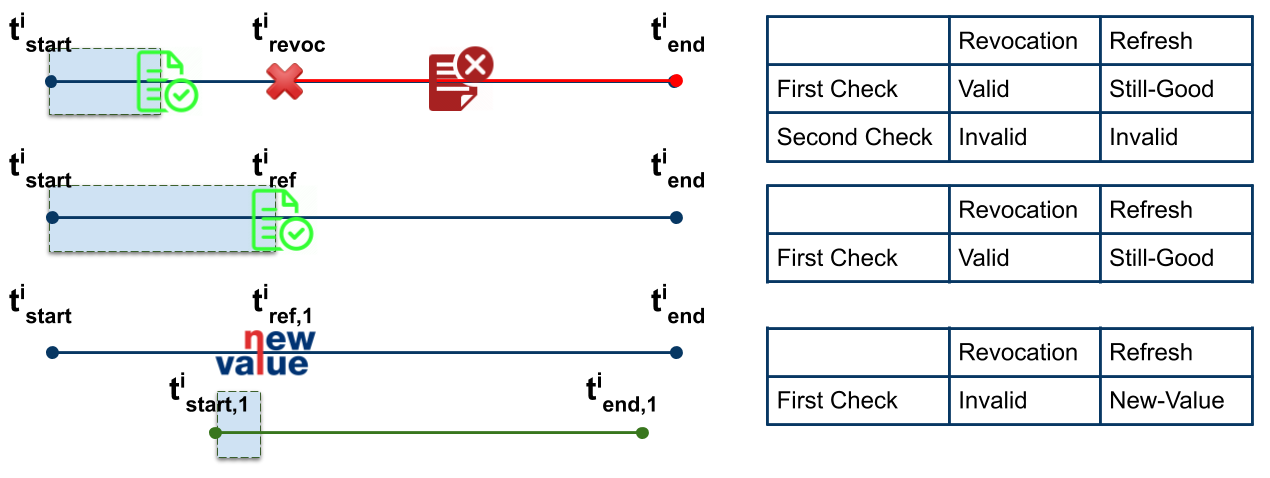 t^i_start t^i_revoc t^i_end
Revocation Refresh
First Check Valid Still-Good
Second Check Invalid Invalid
t^i_start t^i_ref t^i_end
Revocation Refresh
First Check Valid Still-Good
t^i_start t^i_ref,1 t^i_end
new
value
t^i_start,1 t^i_end,1
Revocation Refresh
First Check Invalid New-Value